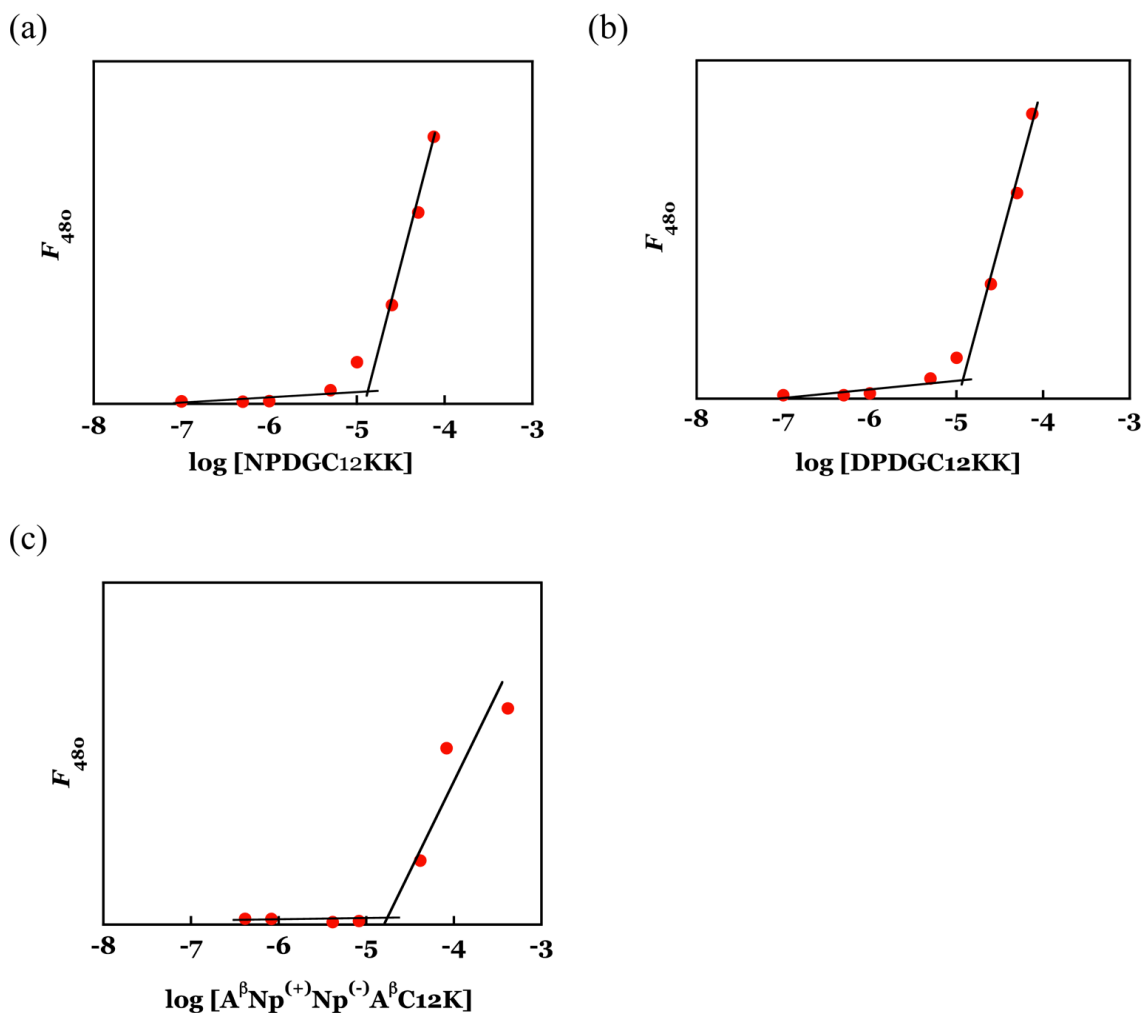 (a)
F480
-8 -7 -6 -5 -4 -3
log [NPDGC12KK]
(b)
F480
-8 -7 -6 -5 -4 -3
log [DPDGC12KK]
(c)
F480
-8 -7 -6 -5 -4 -3
log [AᵝNp⁽⁺⁾Np⁽⁻⁾AᵝC12K]